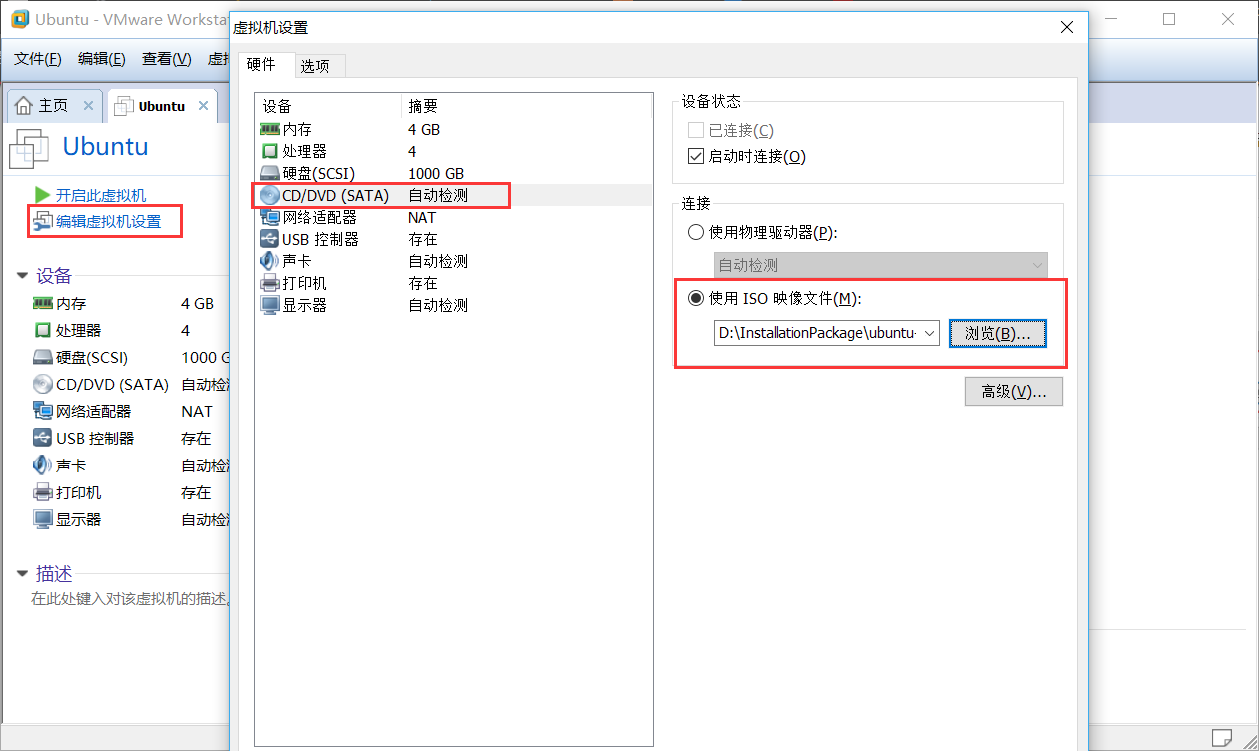 Ubuntu - VMware Workstat
文件(F) 编辑(E) 查看(V) 虚拟
主页 Ubuntu
Ubuntu
开启此虚拟机
编辑虚拟机设置
设备
内存 4 GB
处理器 4
硬盘(SCSI) 1000 G
CD/DVD (SATA) 自动检测
网络适配器 NAT
USB 控制器 存在
声卡 自动检测
打印机 存在
显示器 自动检测
描述
在此处键入对该虚拟机的描述。
虚拟机设置
硬件 选项
设备 摘要
内存 4 GB
处理器 4
硬盘(SCSI) 1000 GB
CD/DVD (SATA) 自动检测
网络适配器 NAT
USB 控制器 存在
声卡 自动检测
打印机 存在
显示器 自动检测
设备状态
已连接(C)
启动时连接(O)
连接
使用物理驱动器(P):
自动检测
使用 ISO 映像文件(M):
D:\InstallationPackage\ubuntu- 浏览(B)...
高级(V)...